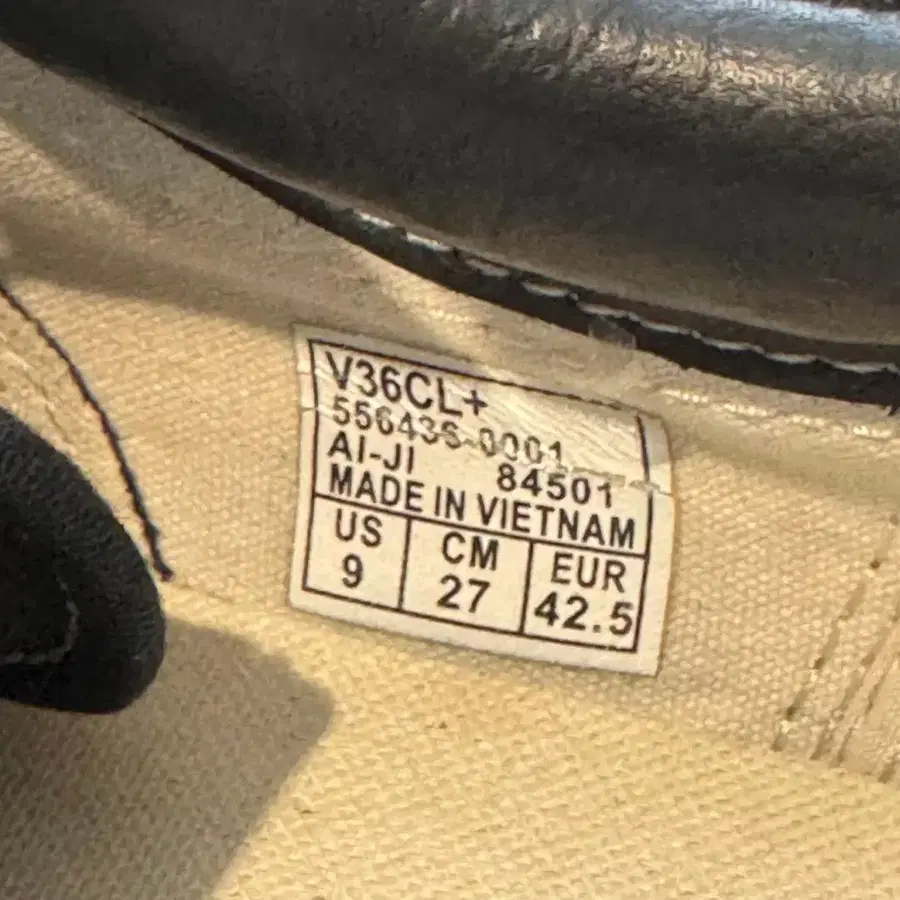 V36CL+
556436-0001
AI-JI 84501
MADE IN VIETNAM
US CM EUR
9 27 42.5